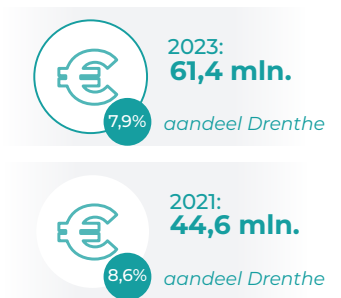 2023:
61,4 mln.
7,9% aandeel Drenthe
2021:
44,6 mln.
8,6% aandeel Drenthe